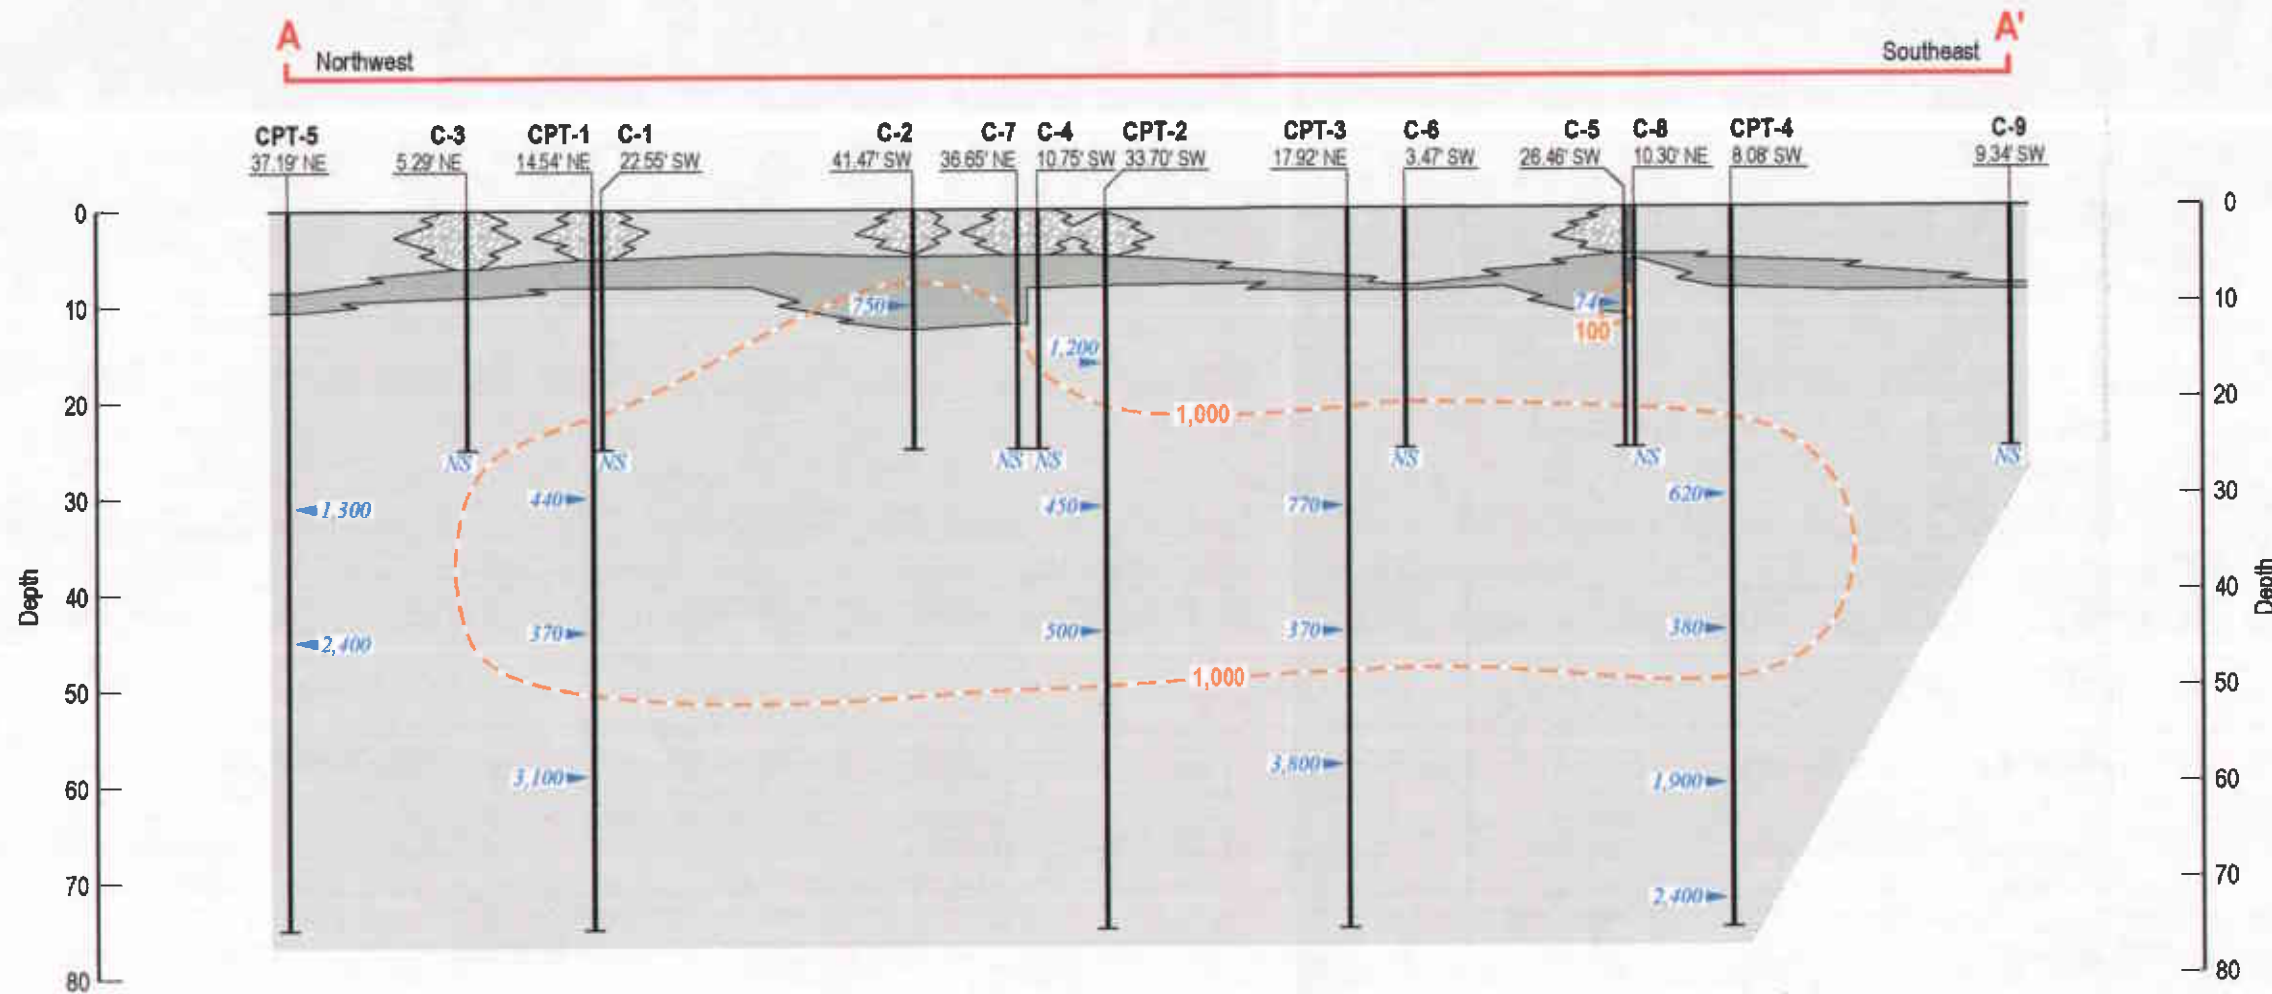 A A'
Northwest Southeast
CPT-5 C-3 CPT-1 C-1 C-2 C-7 C-4 CPT-2 CPT-3 C-6 C-5 C-8 CPT-4 C-9
37.19' NE 5.29' NE 14.54' NE 22.55' SW 41.47' SW 36.65' NE 10.75' SW 33.70' SW 17.92' NE 3.47' SW 26.46' SW 10.30' NE 8.08' SW 9.34' SW
0 0
10 750 74 10
100
1,200
20 1,000 20
NS NS NS NS NS NS NS
30 1,300 440 450 770 620 30
Depth 40 40 Depth
2,400 370 500 370 380
50 1,000 50
60 3,100 3,800 1,900 60
70 2,400 70
80 80